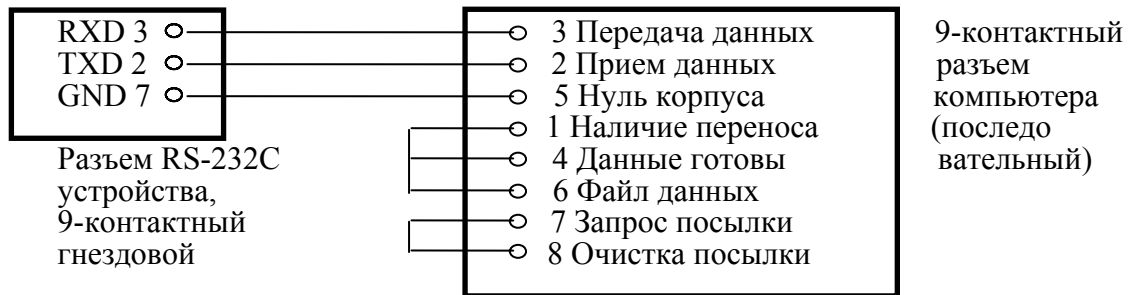 RXD 3
TXD 2
GND 7
Разъем RS-232C
устройства,
9-контактный
гнездовой
3 Передача данных
2 Прием данных
5 Нуль корпуса
1 Наличие переноса
4 Данные готовы
6 Файл данных
7 Запрос посылки
8 Очистка посылки
9-контактный
разъем
компьютера
(последо
вательный)